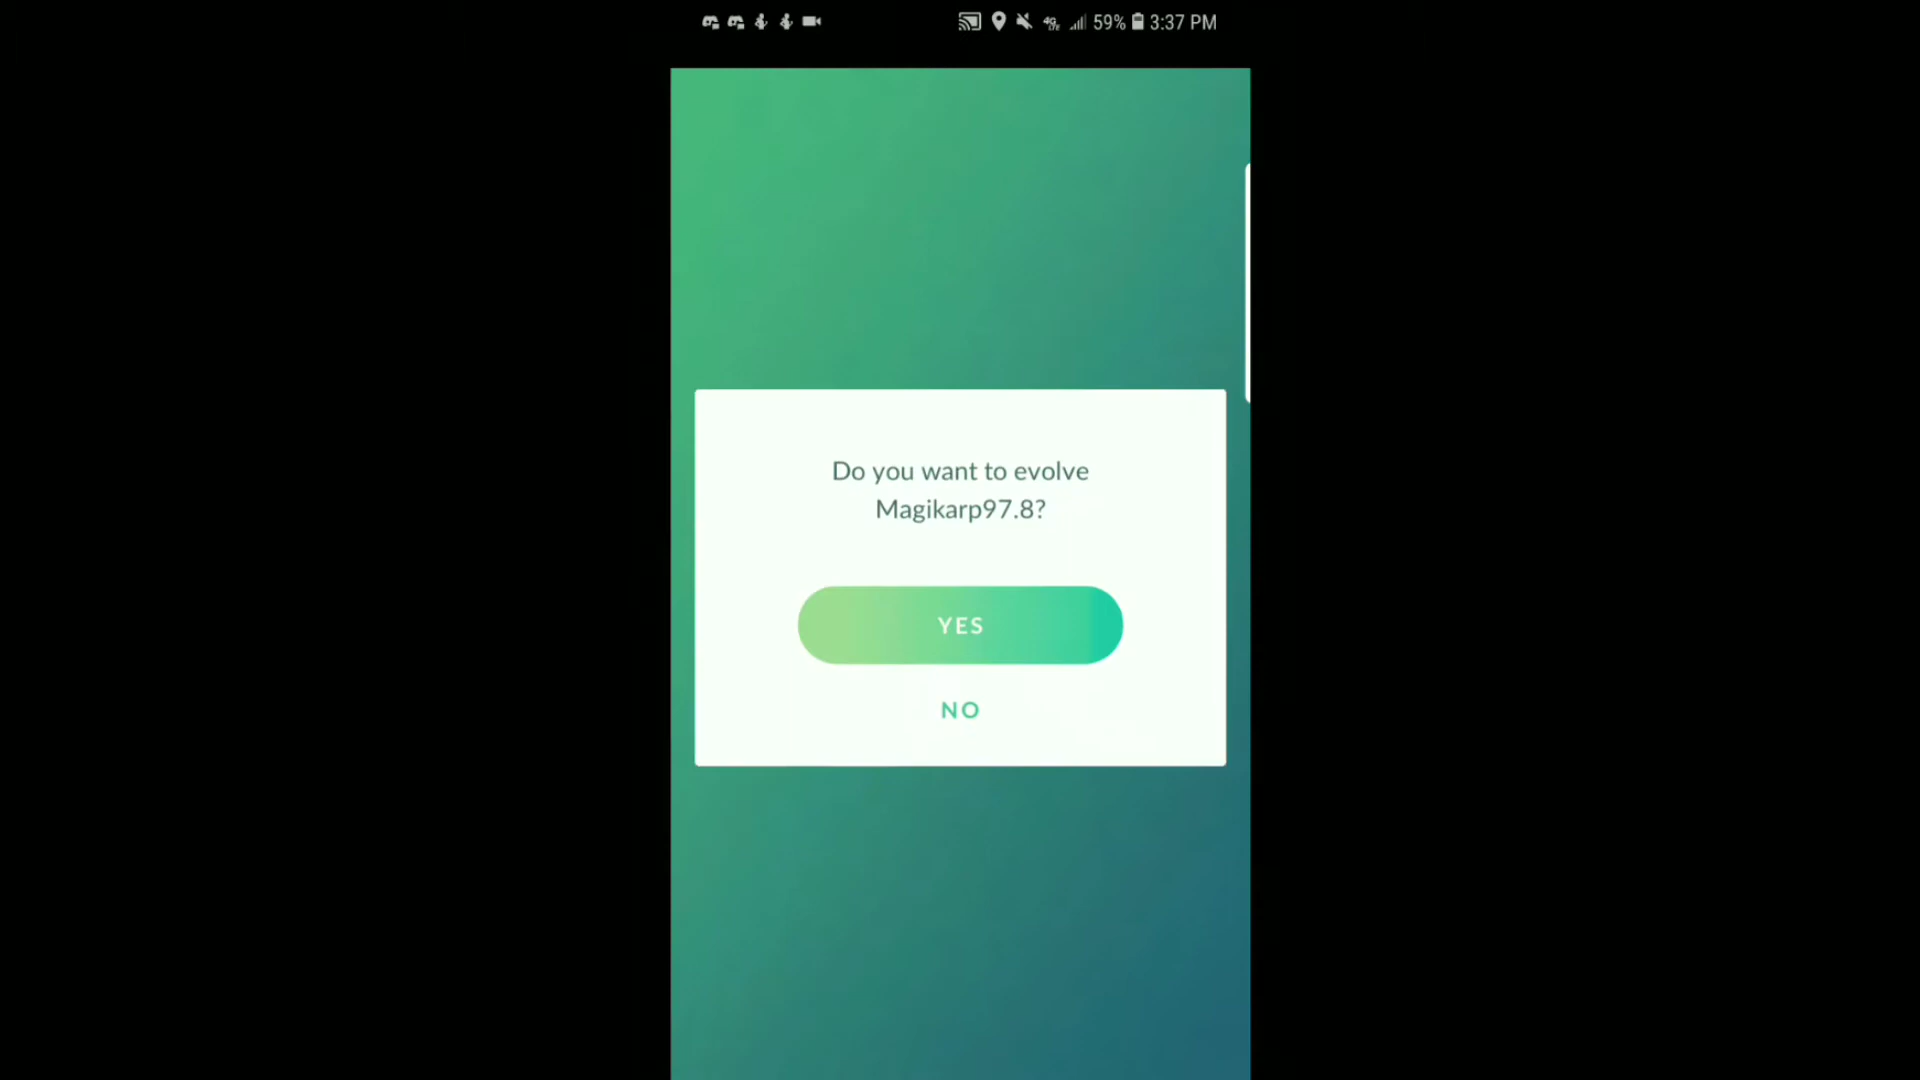 59% 3:37 PM
Do you want to evolve
Magikarp97.8?
YES
NO